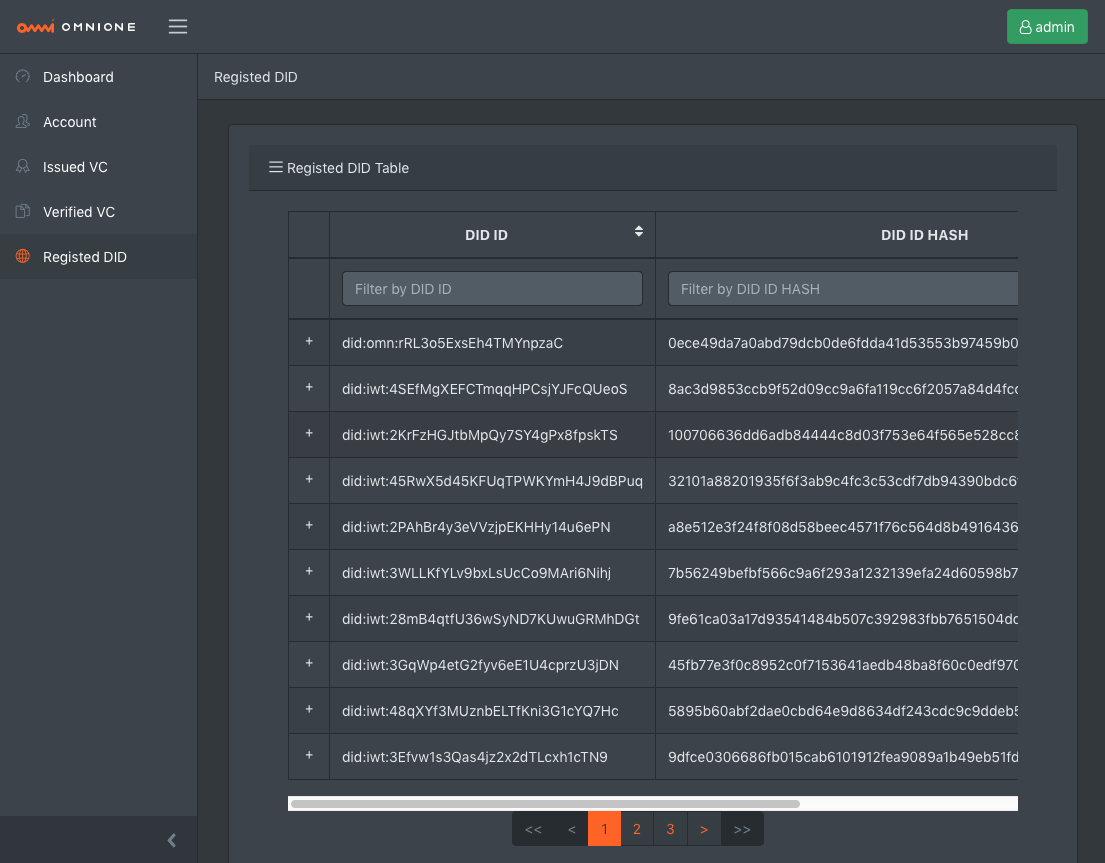 omni OMNIONE
admin
Dashboard
Account
Issued VC
Verified VC
Registed DID
Registed DID
Registed DID Table
DID ID
DID ID HASH
Filter by DID ID
Filter by DID ID HASH
+ did:omn:rRL3o5ExsEh4TMYnpzaC 0ece49da7a0abd79dcb0de6fdda41d53553b97459b0
+ did:iwt:4SEfMgXEFCTmqqHPCsjYJFcQUeoS 8ac3d9853ccb9f52d09cc9a6fa119cc6f2057a84d4fcc
+ did:iwt:2KrFzHGJtbMpQy7SY4gPx8fpskTS 100706636dd6adb84444c8d03f753e64f565e528cc8
+ did:iwt:45RwX5d45KFUqTPWKYmH4J9dBPuq 32101a88201935f6f3ab9c4fc3c53cdf7db94390bdc6
+ did:iwt:2PAhBr4y3eVVzjpEKHHy14u6ePN a8e512e3f24f8f08d58beec4571f76c564d8b4916436
+ did:iwt:3WLLKfYLv9bxLsUcCo9MAri6Nihj 7b56249befbf566c9a6f293a1232139efa24d60598b7
+ did:iwt:28mB4qtfU36wSyND7KUwuGRMhDGt 9fe61ca03a17d93541484b507c392983fbb7651504dc
+ did:iwt:3GqWp4etG2fyv6eE1U4cprzU3jDN 45fb77e3f0c8952c0f7153641aedb48ba8f60c0edf970
+ did:iwt:48qXYf3MUznbELTfKni3G1cYQ7Hc 5895b60abf2dae0cbd64e9d8634df243cdc9c9ddeb5
+ did:iwt:3Efvw1s3Qas4jz2x2dTLcxh1cTN9 9dfce0306686fb015cab6101912fea9089a1b49eb51fd
<< < 1 2 3 > >>